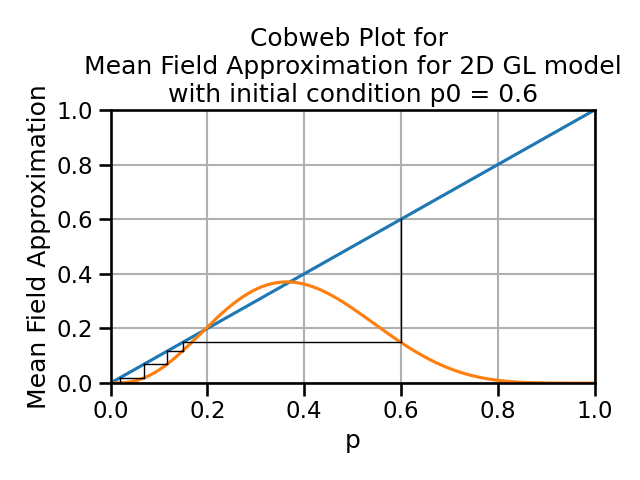 Cobweb Plot for
Mean Field Approximation for 2D GL model
with initial condition p0 = 0.6
Mean Field Approximation
1.0
0.8
0.6
0.4
0.2
0.0
0.0 0.2 0.4 0.6 0.8 1.0
p